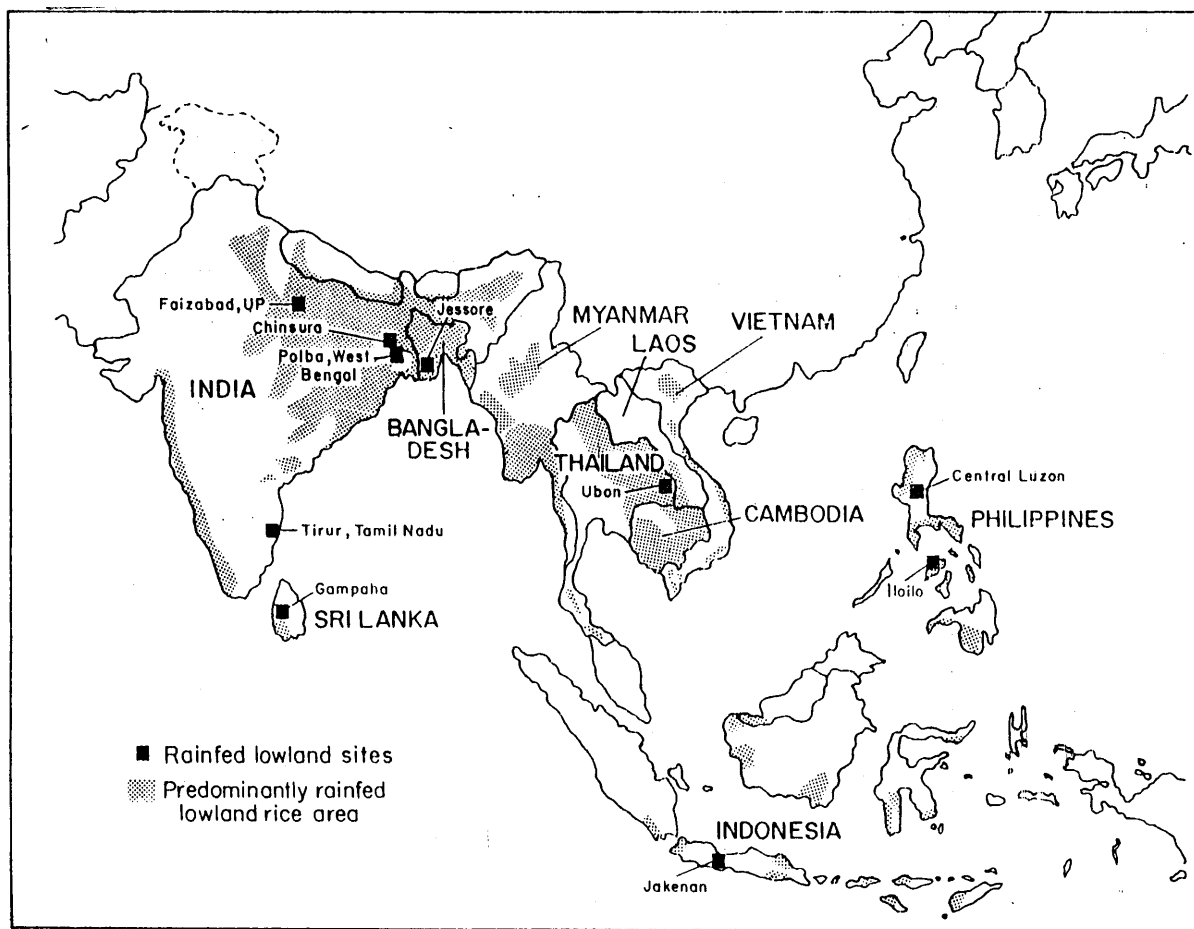 Faizabad, UP
Jessore
Chinsura
Polba, West
Bengal
INDIA
BANGLA-
DESH
MYANMAR
LAOS
VIETNAM
THAILAND
Ubon
CAMBODIA
Central Luzon
PHILIPPINES
Iloilo
Tirur, Tamil Nadu
Gampaha
SRI LANKA
Rainfed lowland sites
Predominantly rainfed
lowland rice area
INDONESIA
Jakenan